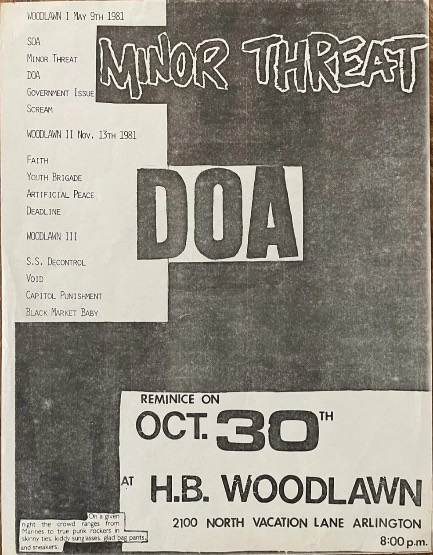 WOODLAWN I MAY 9TH 1981
SOA
MINOR THREAT
DOA
GOVERNMENT ISSUE
SCREAM
WOODLAWN II NOV. 13TH 1981
FAITH
YOUTH BRIGADE
ARTIFICIAL PEACE
DEADLINE
WOODLAWN III
S.S. DECONTROL
VOID
CAPITOL PUNISHMENT
BLACK MARKET BABY
MINOR THREAT
DOA
REMINICE ON
OCT. 30TH
AT H.B. WOODLAWN
2100 NORTH VACATION LANE ARLINGTON
8:00 p.m.
On a given
night the crowd ranges from
Marines to true punk rockers in
skinny ties, kiddy sunglasses, glad bag pants,
and sneakers.